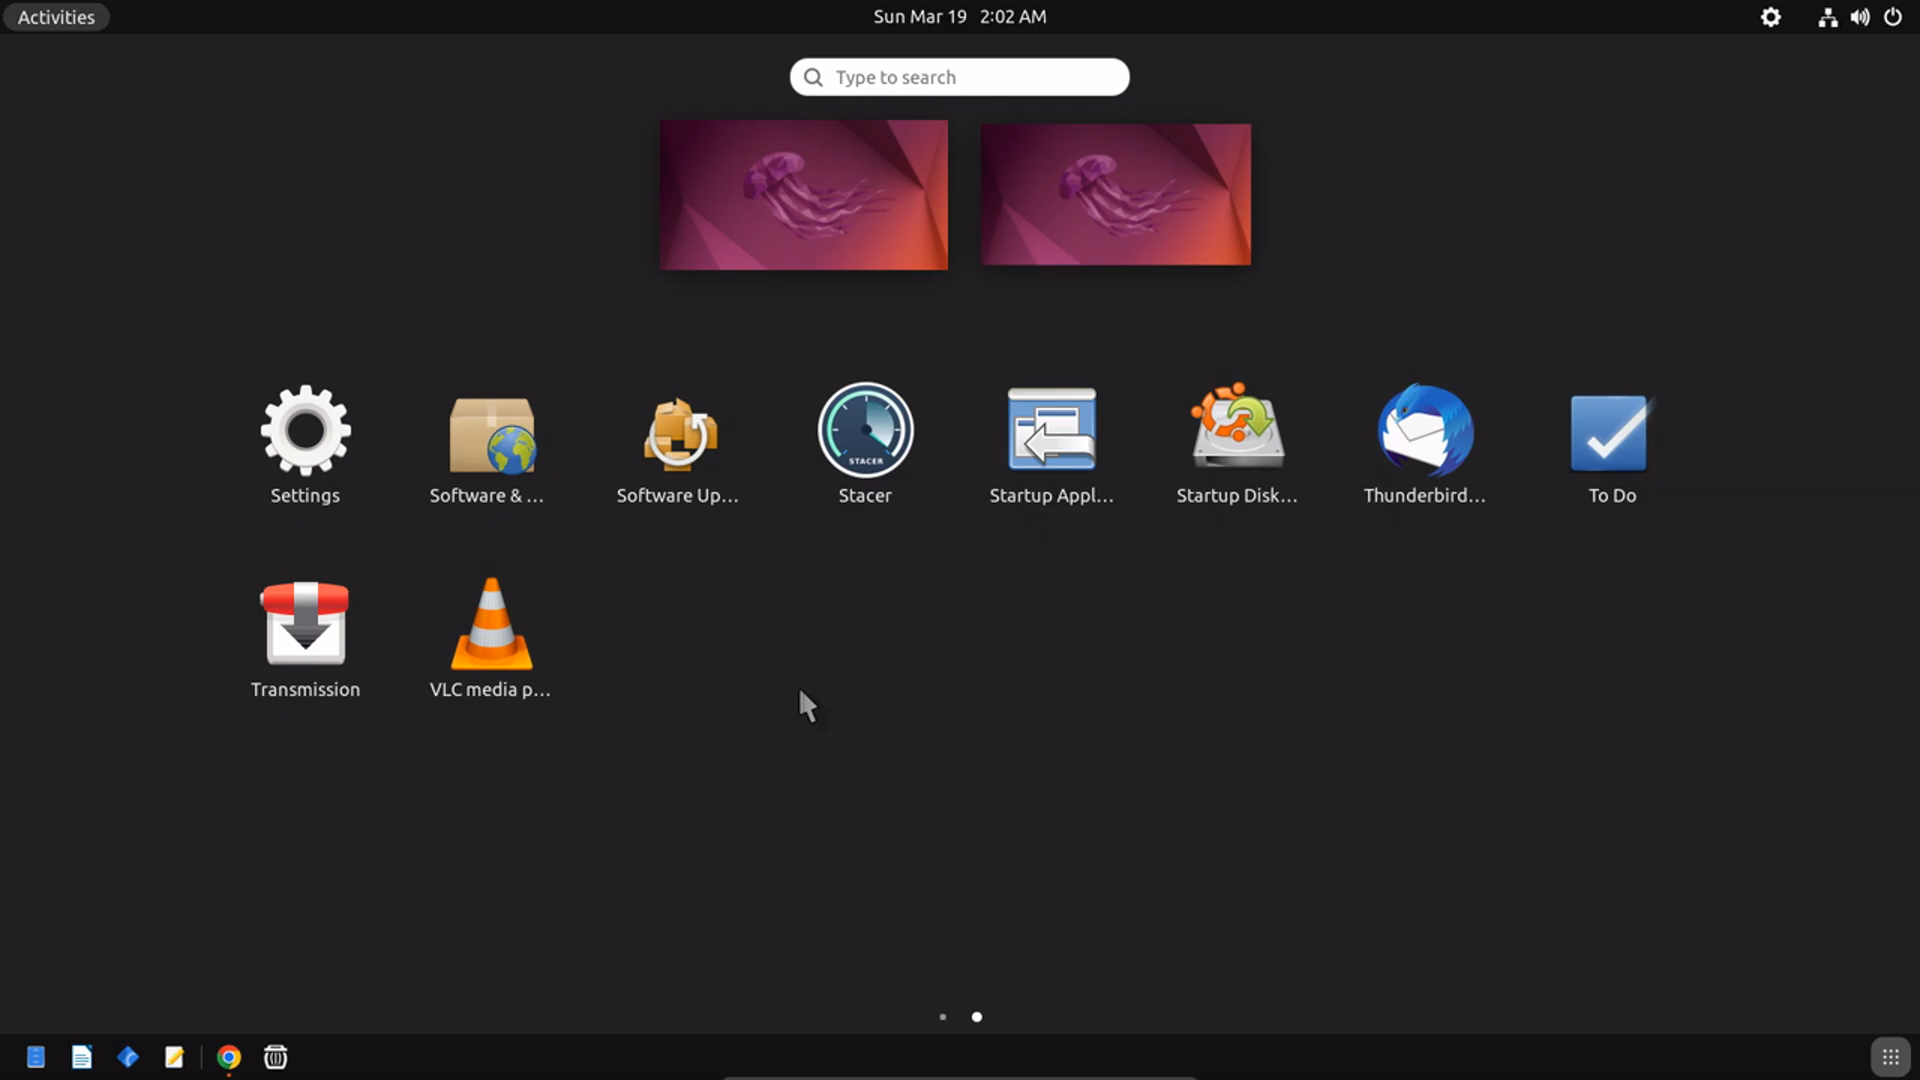 Activities
Sun Mar 19 2:02 AM
Type to search
Settings
Software & ...
Software Up...
STACER
Stacer
Startup Appl...
Startup Disk...
Thunderbird...
To Do
Transmission
VLC media p...